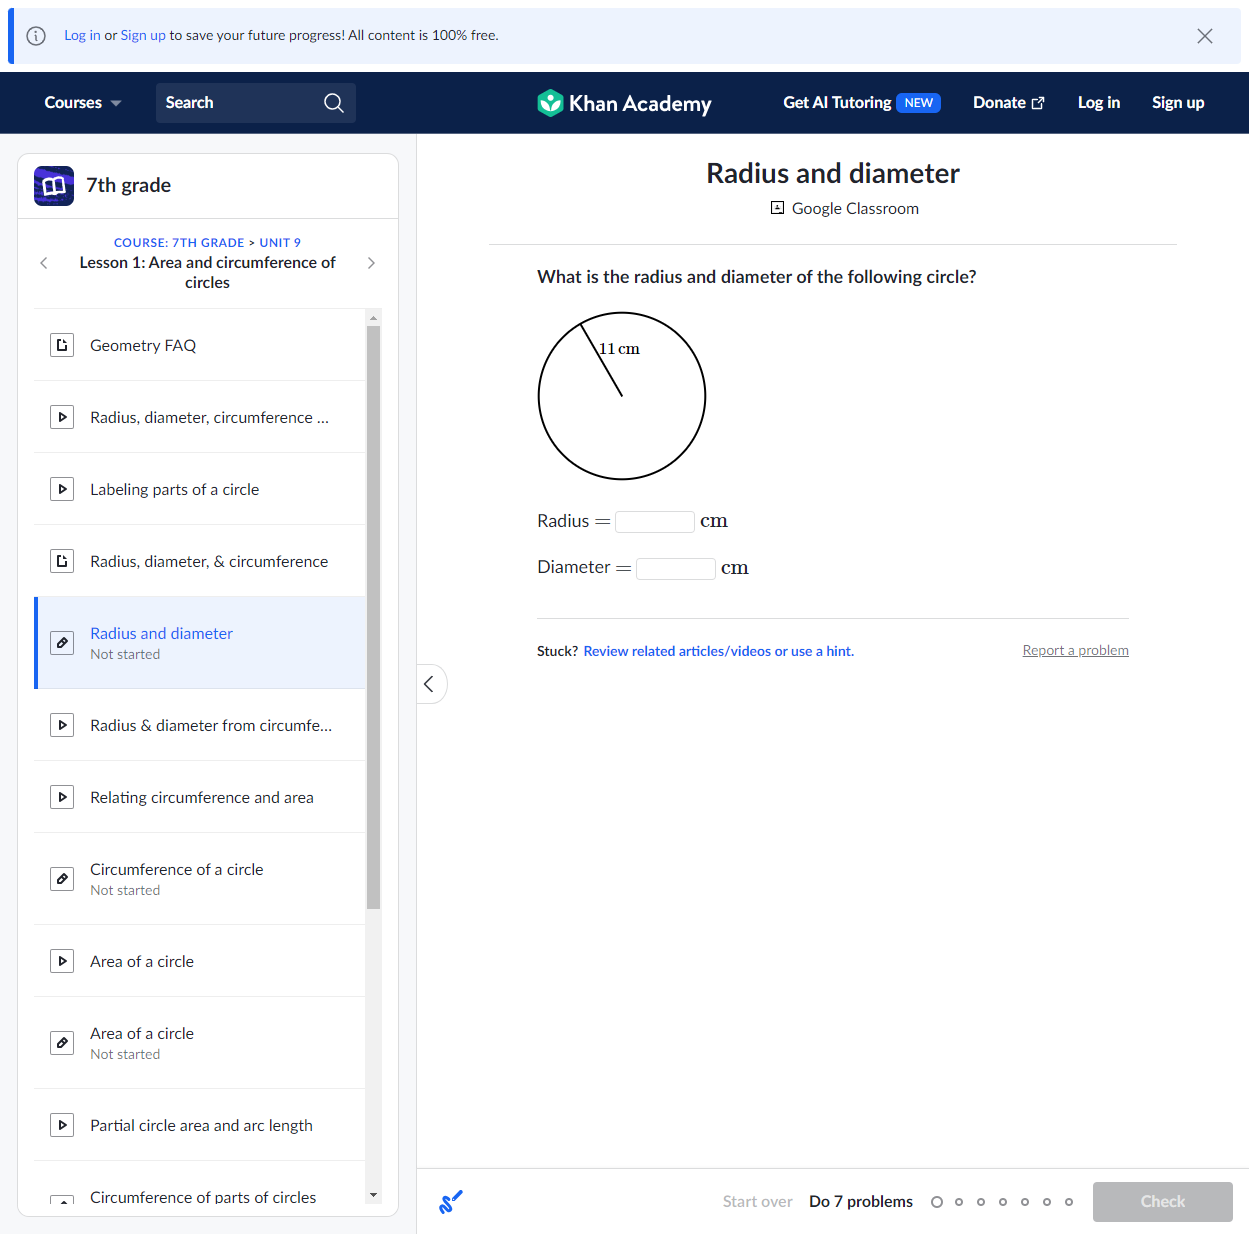 Log in or Sign up to save your future progress! All content is 100% free.
Courses
Search
Khan Academy
Get AI Tutoring NEW
Donate
Log in
Sign up
7th grade
COURSE: 7TH GRADE > UNIT 9
Lesson 1: Area and circumference of
circles
Geometry FAQ
Radius, diameter, circumference ...
Labeling parts of a circle
Radius, diameter, & circumference
Radius and diameter
Not started
Radius & diameter from circumfe...
Relating circumference and area
Circumference of a circle
Not started
Area of a circle
Area of a circle
Not started
Partial circle area and arc length
Circumference of parts of circles
Radius and diameter
Google Classroom
What is the radius and diameter of the following circle?
11 cm
Radius = cm
Diameter = cm
Stuck? Review related articles/videos or use a hint.
Report a problem
Start over
Do 7 problems
Check